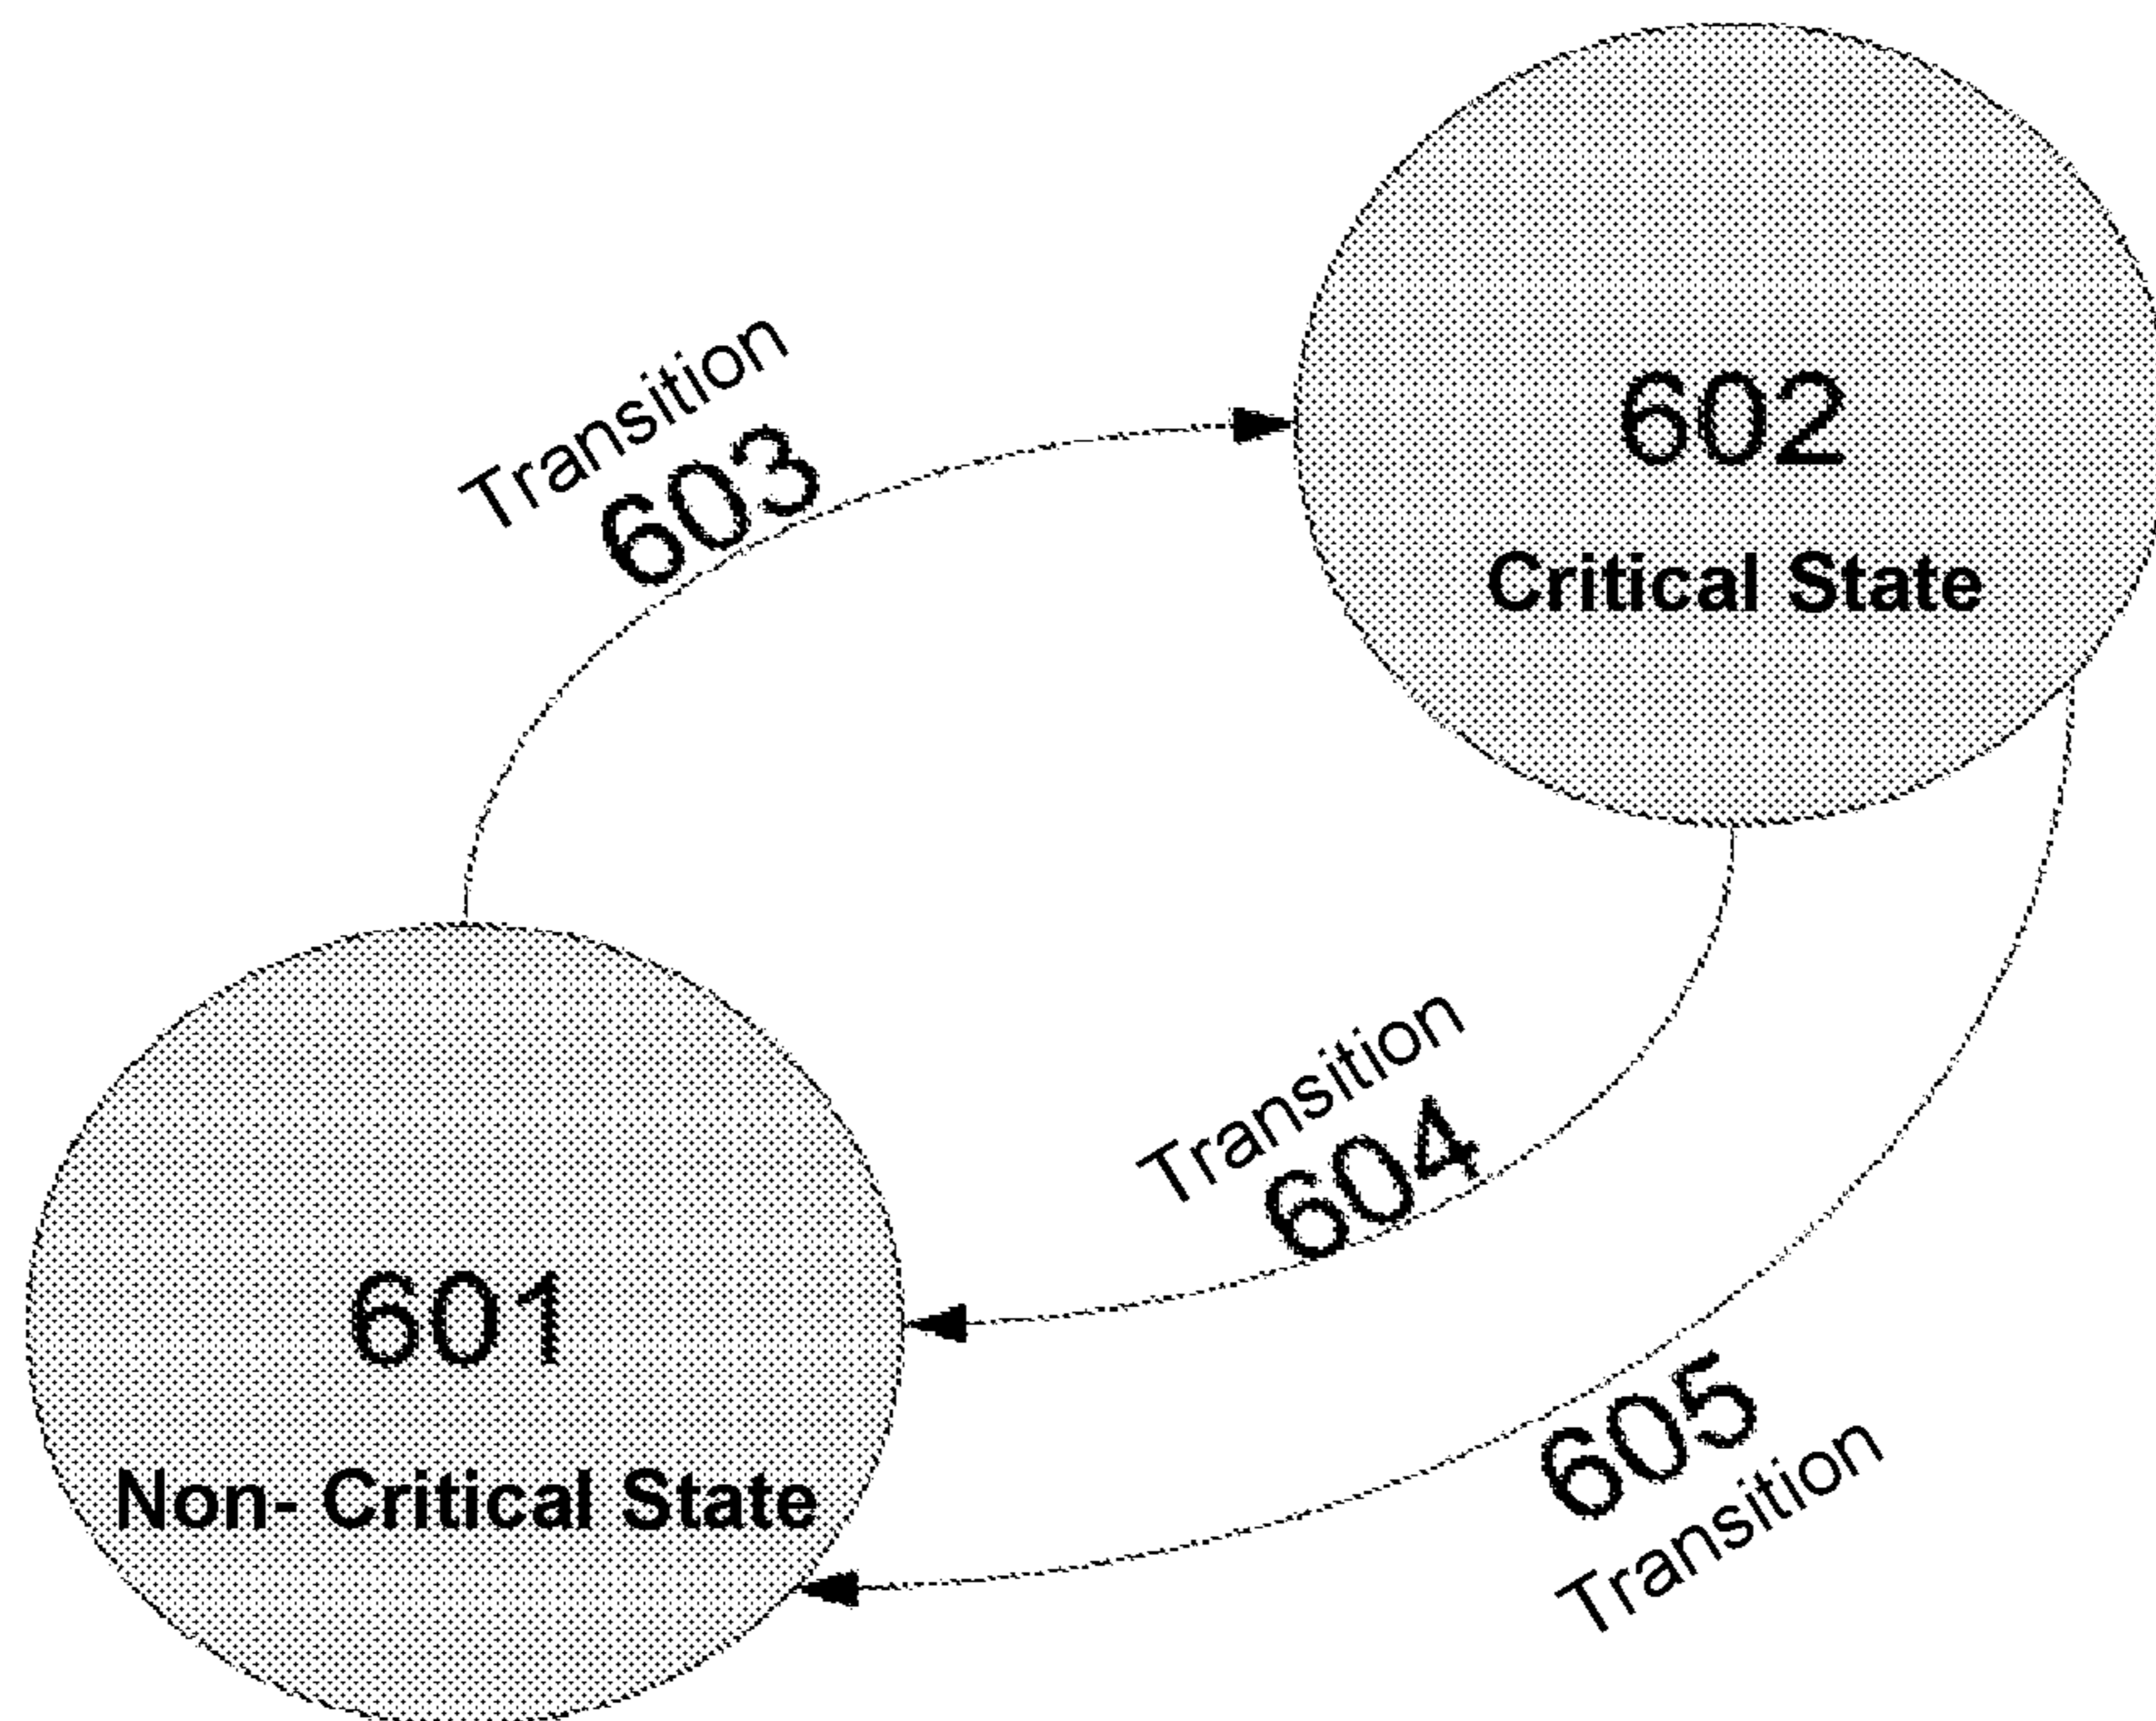 Transition
603
602
Critical State
Transition
604
601
Non- Critical State
605
Transition